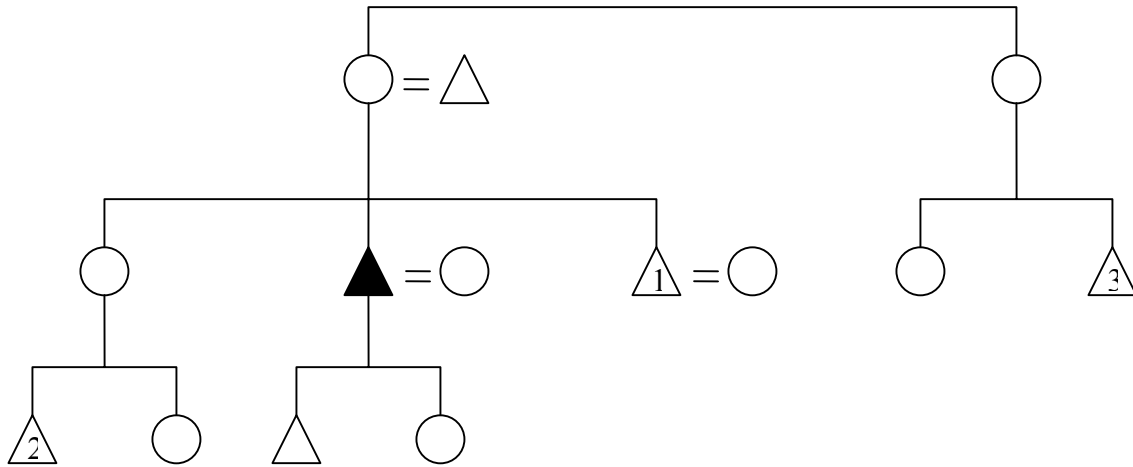 = 
= 1 = 3
2